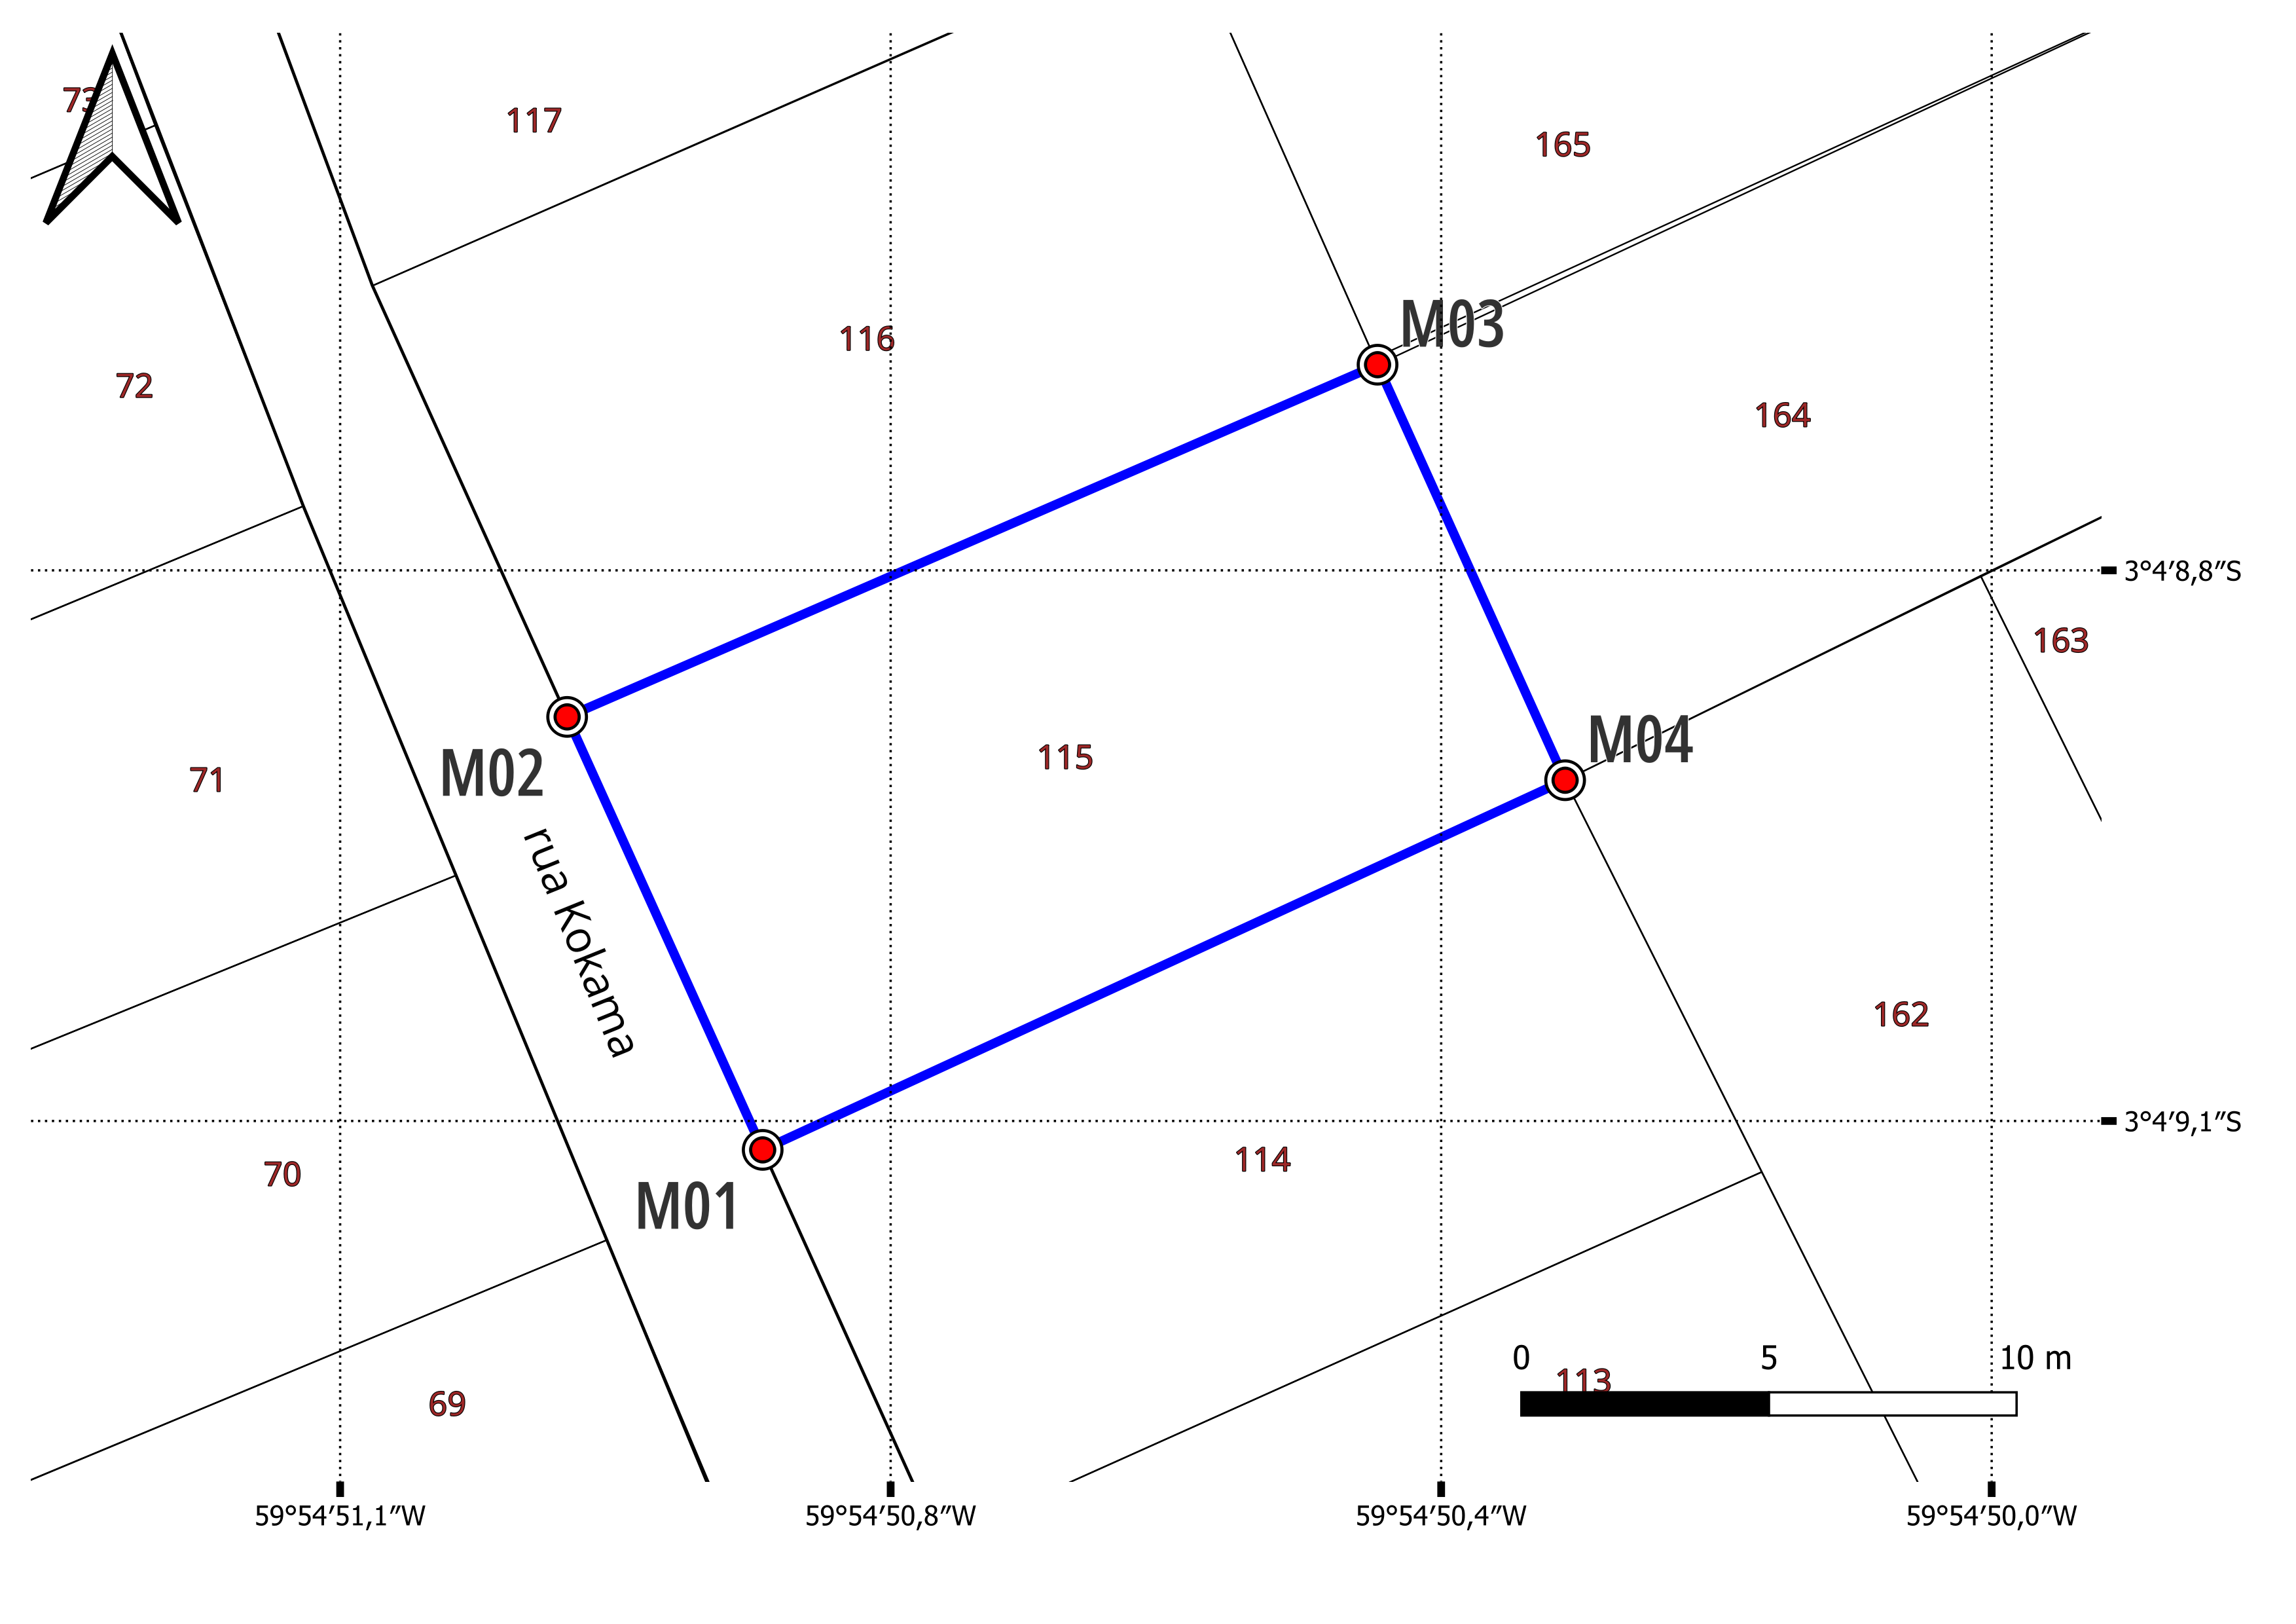 73
117
165
M03
116
72
164
3°4′8,8″S
163
M04
M02
115
71
rua Kokama
162
3°4′9,1″S
114
70
M01
0 5 10 m
113
69
59°54′51,1″W 59°54′50,8″W 59°54′50,4″W 59°54′50,0″W